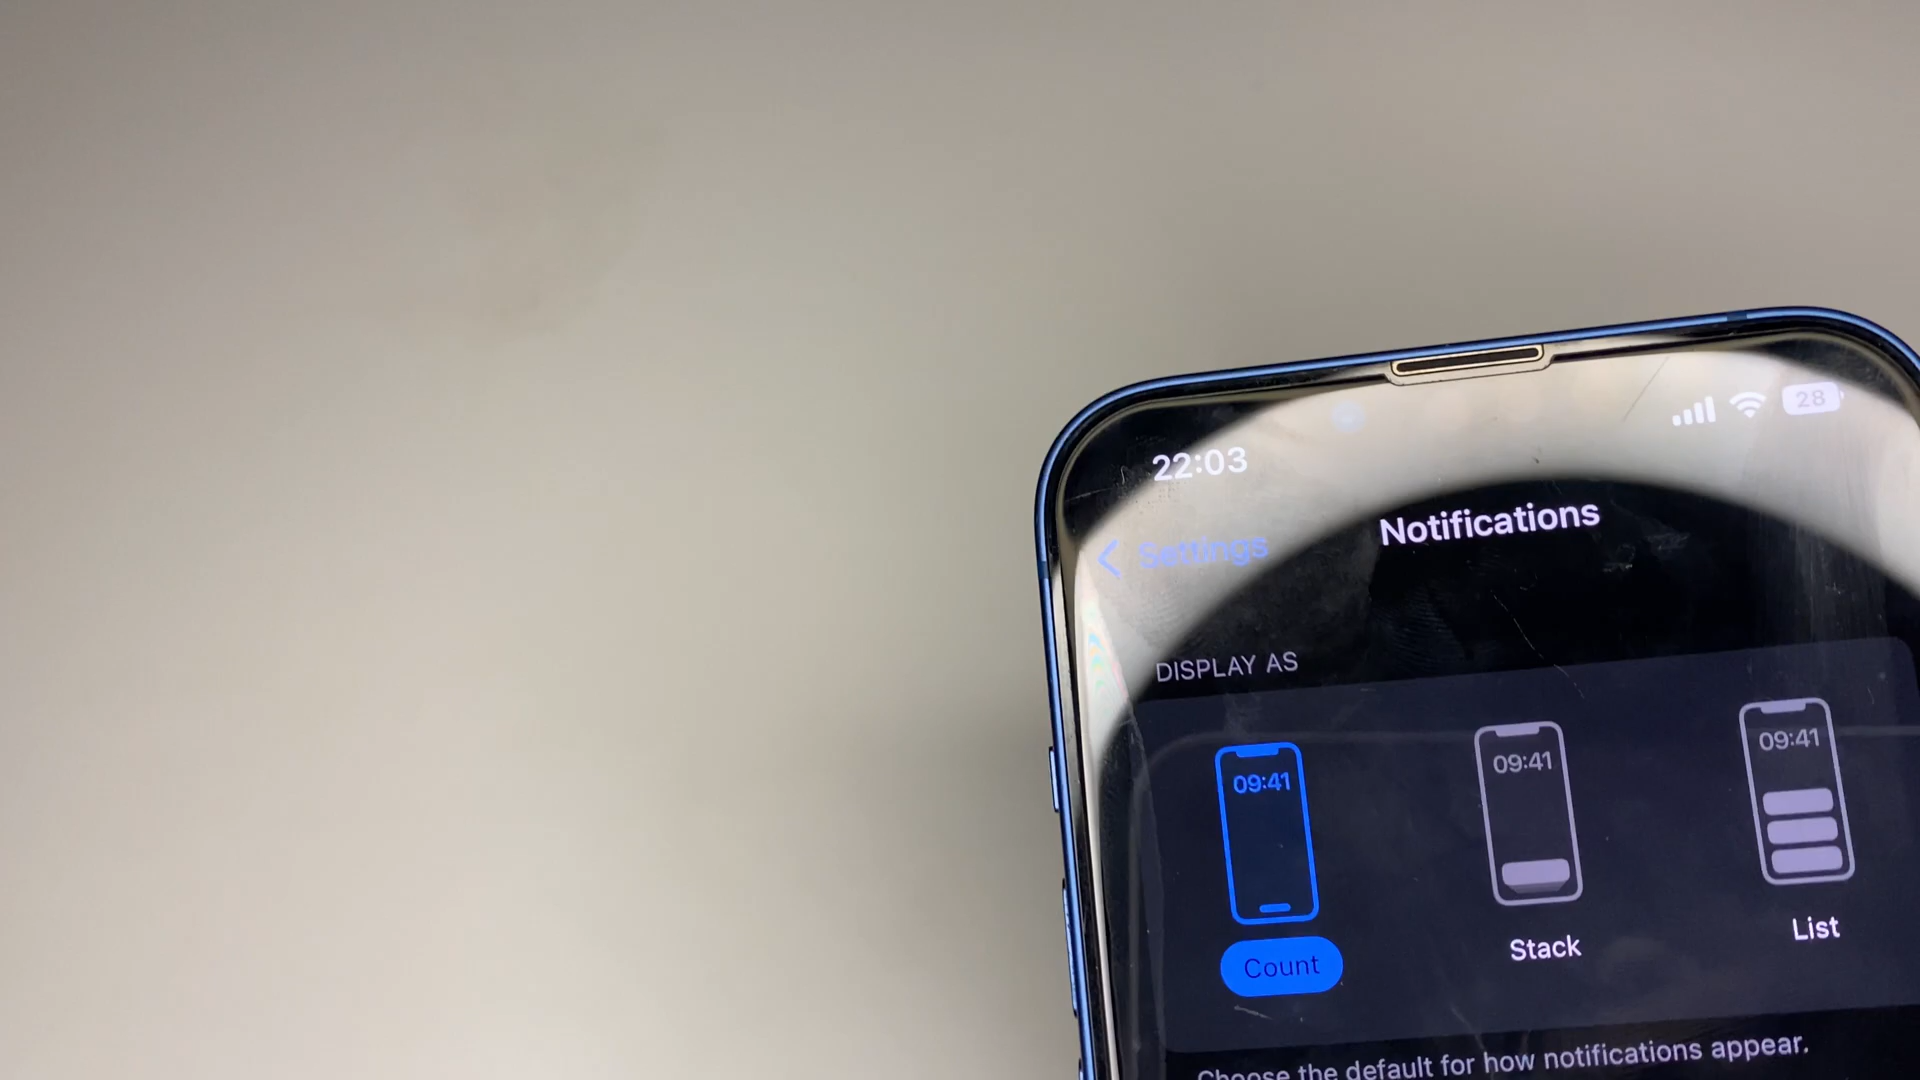 22:03 28
Settings Notifications
DISPLAY AS
09:41 09:41 09:41
Count Stack List
Choose the default for how notifications appear.